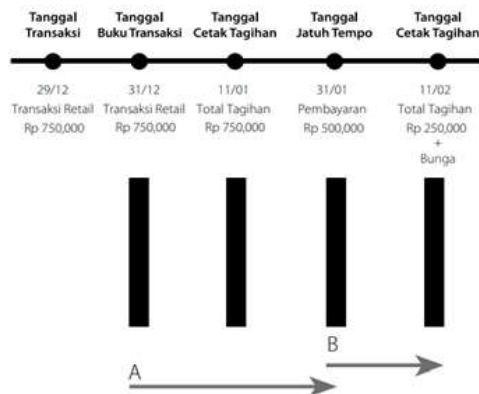 Tanggal
Transaksi
Tanggal
Buku Transaksi
Tanggal
Cetak Tagihan
Tanggal
Jatuh Tempo
Tanggal
Cetak Tagihan
29/12
Transaksi Retail
Rp 750,000
31/12
Transaksi Retail
Rp 750,000
11/01
Total Tagihan
Rp 750,000
31/01
Pembayaran
Rp 500,000
11/02
Total Tagihan
Rp 250,000
+
Bunga
A
B